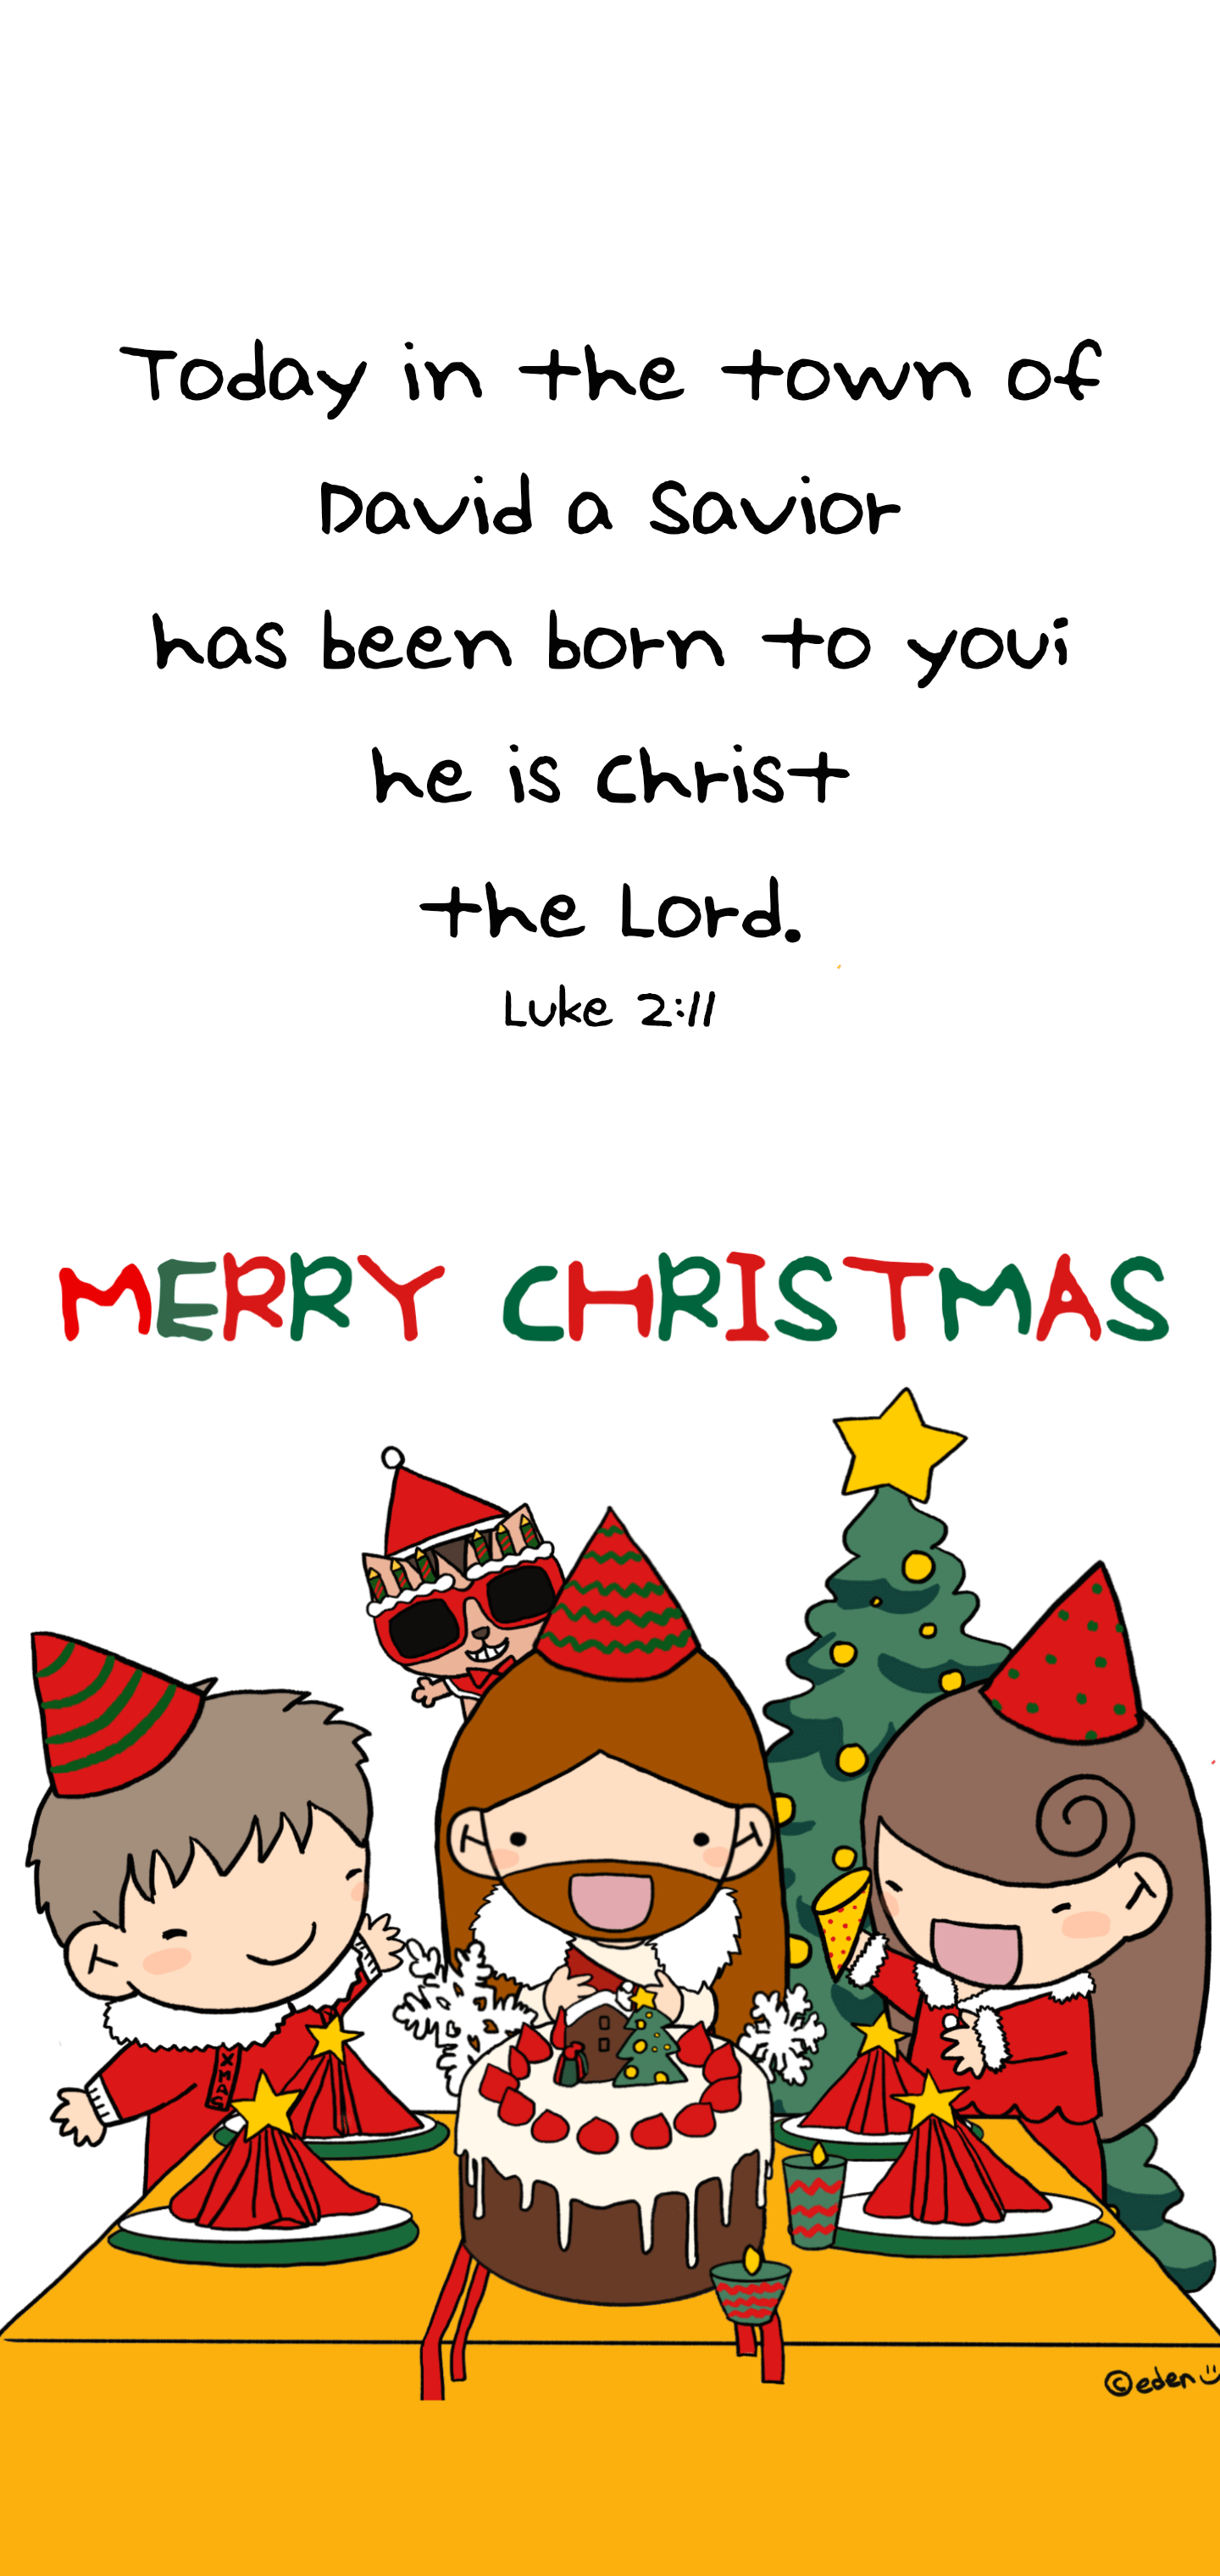 Today in the town of
David a Savior
has been born to youi
he is Christ
the Lord.
Luke 2:11
MERRY CHRISTMAS
XMAS
©eden